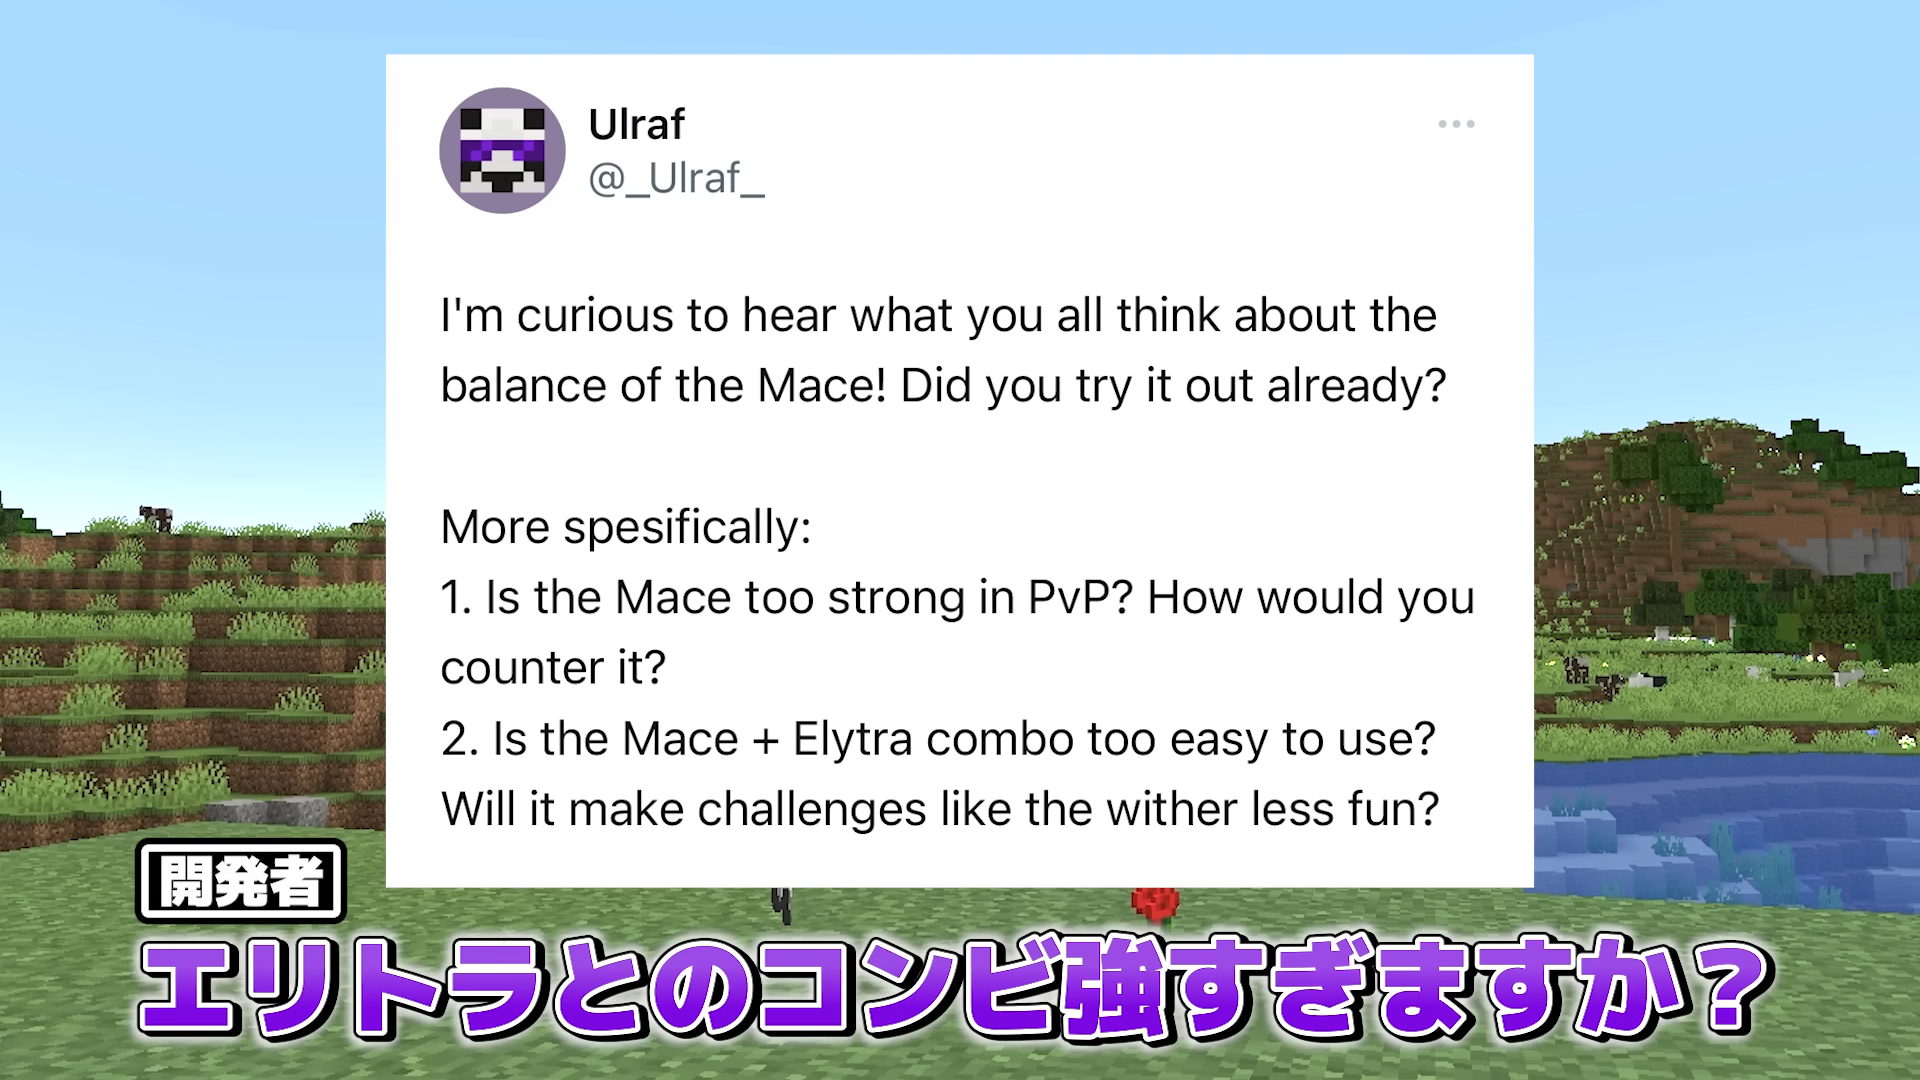 Ulraf
@_Ulraf_
I'm curious to hear what you all think about the
balance of the Mace! Did you try it out already?
More spesifically:
1. Is the Mace too strong in PvP? How would you
counter it?
2. Is the Mace + Elytra combo too easy to use?
Will it make challenges like the wither less fun?
開発者
エリトラとのコンビ強すぎますか？